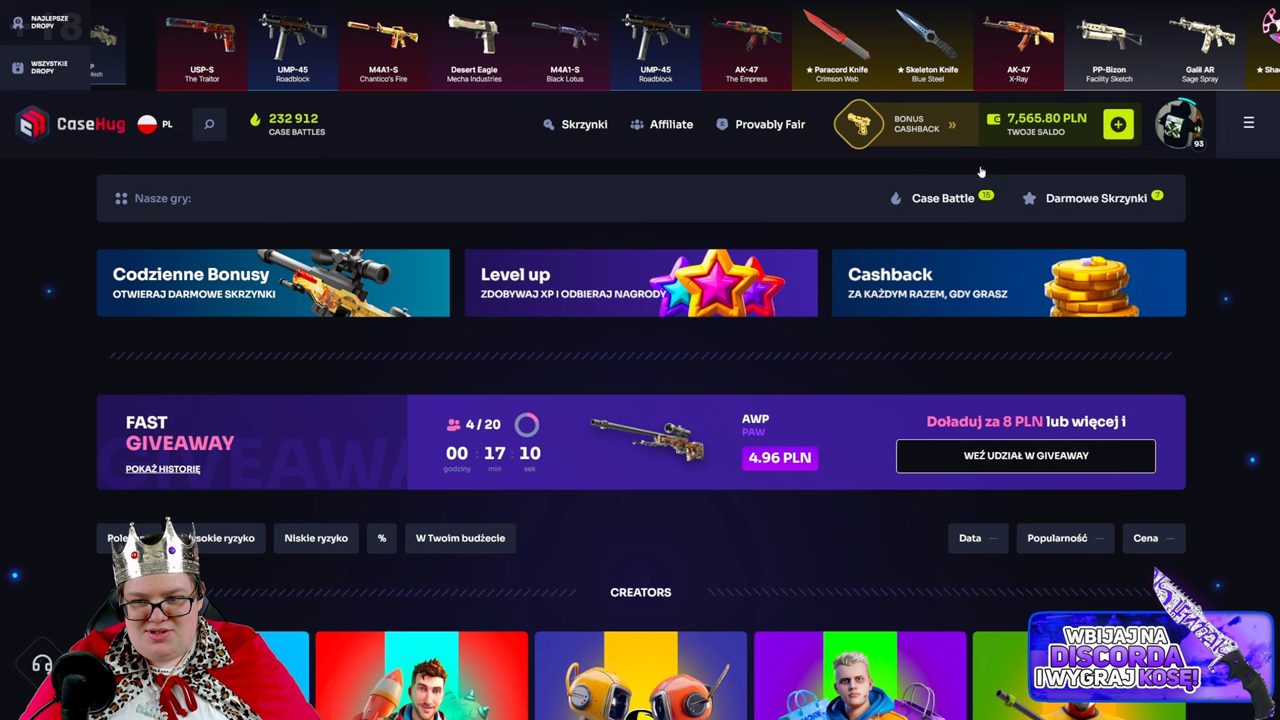 NAJLEPSZE
DROPY
18
WSZYSTKIE
DROPY
USP-S
The Traitor
UMP-45
Roadblock
M4A1-S
Chantico's Fire
Desert Eagle
Mecha Industries
M4A1-S
Black Lotus
UMP-45
Roadblock
AK-47
The Empress
★ Paracord Knife
Crimson Web
★ Skeleton Knife
Blue Steel
AK-47
X-Ray
PP-Bizon
Facility Sketch
Galil AR
Sage Spray
CaseHug
PL
232 912
CASE BATTLES
Skrzynki
Affiliate
Provably Fair
BONUS
CASHBACK
7,565.80 PLN
TWOJE SALDO
93
Nasze gry:
Case Battle 15
Darmowe Skrzynki 7
Codzienne Bonusy
OTWIERAJ DARMOWE SKRZYNKI
Level up
ZDOBYWAJ XP I ODBIERAJ NAGRODY
Cashback
ZA KAŻDYM RAZEM, GDY GRASZ
FAST
GIVEAWAY
POKAŻ HISTORIĘ
4 / 20
00 : 17 : 10
godziny min sek
AWP
PAW
4.96 PLN
Doładuj za 8 PLN lub więcej i
WEŹ UDZIAŁ W GIVEAWAY
Niskie ryzyko
%
W Twoim budżecie
Data
Popularność
Cena
CREATORS
WBIJAJ NA
DISCORDA
I WYGRAJ KOSĘ!